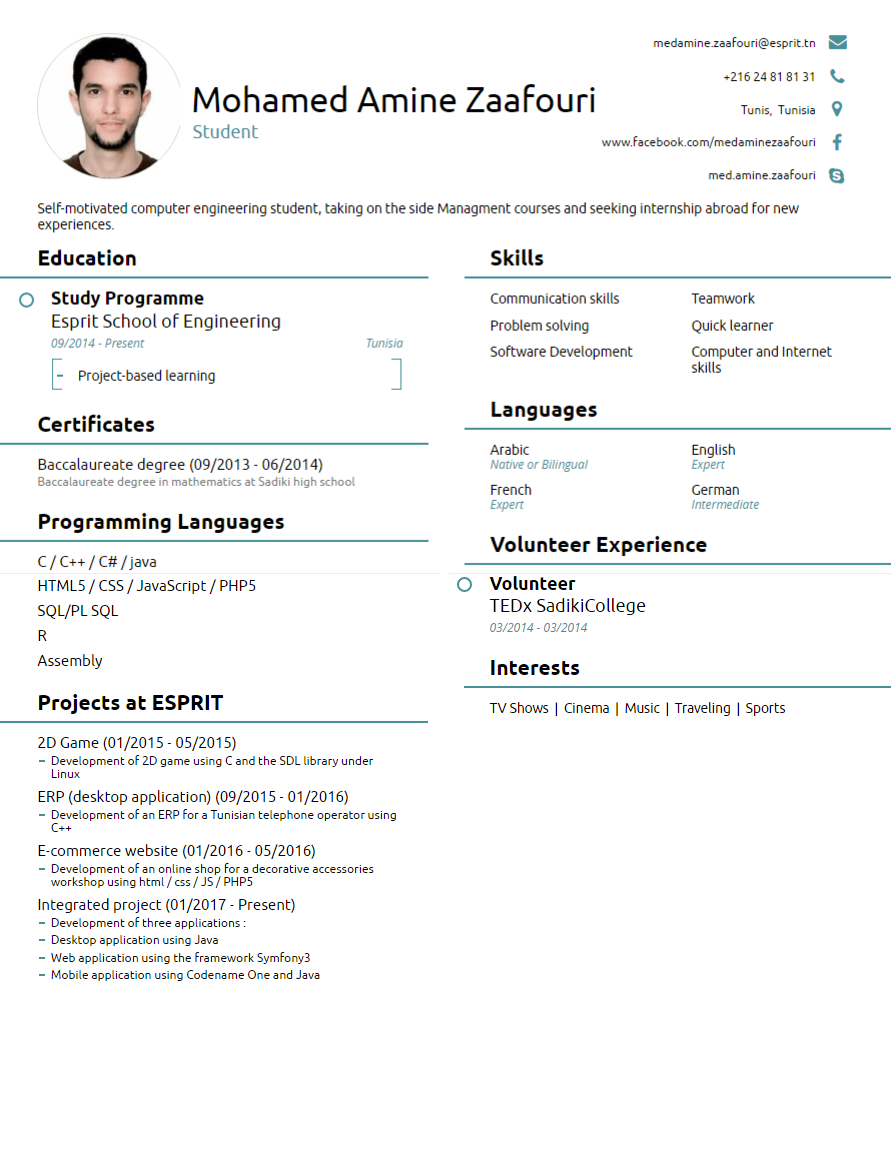 medamine.zaafouri@esprit.tn
+216 24 81 81 31
Mohamed Amine Zaafouri
Student
Tunis, Tunisia
www.facebook.com/medaminezaafouri
med.amine.zaafouri
Self-motivated computer engineering student, taking on the side Managment courses and seeking internship abroad for new
experiences.
Education
Study Programme
Esprit School of Engineering
09/2014 - Present
Tunisia
- Project-based learning
Certificates
Baccalaureate degree (09/2013 - 06/2014)
Baccalaureate degree in mathematics at Sadiki high school
Programming Languages
C / C++ / C# / java
HTML5 / CSS / JavaScript / PHP5
SQL/PL SQL
R
Assembly
Projects at ESPRIT
2D Game (01/2015 - 05/2015)
- Development of 2D game using C and the SDL library under
Linux
ERP (desktop application) (09/2015 - 01/2016)
- Development of an ERP for a Tunisian telephone operator using
C++
E-commerce website (01/2016 - 05/2016)
- Development of an online shop for a decorative accessories
workshop using html / css / JS / PHP5
Integrated project (01/2017 - Present)
- Development of three applications :
- Desktop application using Java
- Web application using the framework Symfony3
- Mobile application using Codename One and Java
Skills
Communication skills
Teamwork
Problem solving
Quick learner
Software Development
Computer and Internet
skills
Languages
Arabic
Native or Bilingual
English
Expert
French
Expert
German
Intermediate
Volunteer Experience
Volunteer
TEDx SadikiCollege
03/2014 - 03/2014
Interests
TV Shows | Cinema | Music | Traveling | Sports